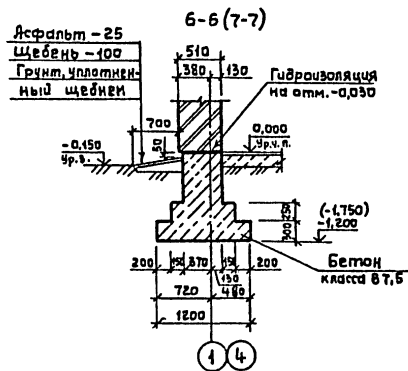 6-6 (7-7)
Асфальт -25
Щебень -100
Грунт, уплотнен-
ный щебнем
510
380 130
Гидроизоляция
на отм. -0,030
700
50
-0,150
Ур.з.
0,000
Ур.ч.п.
250
300
(-1,750)
-1,200
200 150 370 150 200
130
720 480
1200
Бетон
класса В7,5
1 4